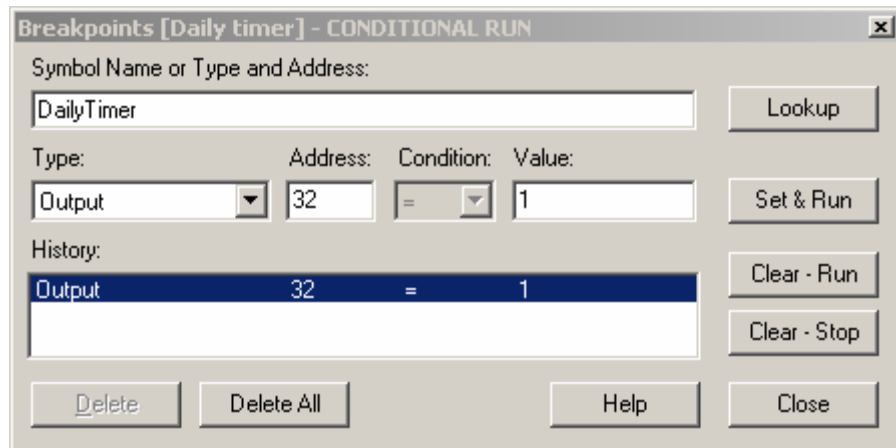 Breakpoints [Daily timer] - CONDITIONAL RUN
Symbol Name or Type and Address:
DailyTimer
Lookup
Type: Address: Condition: Value:
Output 32 = 1
Set & Run
History:
Output 32 = 1
Clear - Run
Clear - Stop
Delete Delete All Help Close